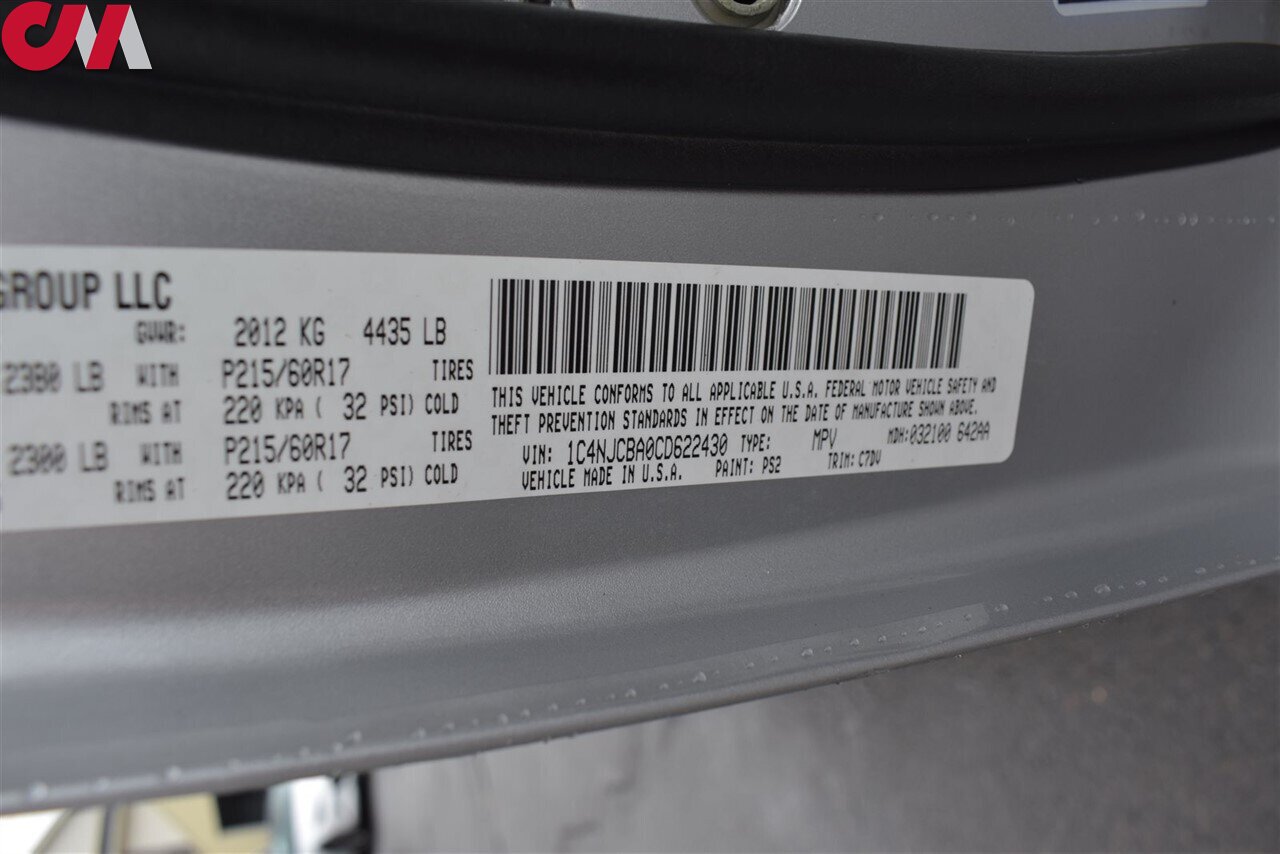 CM
GROUP LLC
GVWR: 2012 KG 4435 LB
2380 LB WITH P215/60R17 TIRES
RIMS AT 220 KPA ( 32 PSI) COLD
2300 LB WITH P215/60R17 TIRES
RIMS AT 220 KPA ( 32 PSI) COLD
THIS VEHICLE CONFORMS TO ALL APPLICABLE U.S.A. FEDERAL MOTOR VEHICLE SAFETY AND
THEFT PREVENTION STANDARDS IN EFFECT ON THE DATE OF MANUFACTURE SHOWN ABOVE.
VIN: 1C4NJCBA0CD622430 TYPE: MPV MDH:032100 642AA
VEHICLE MADE IN U.S.A. PAINT: PS2 TRIM: C7DV